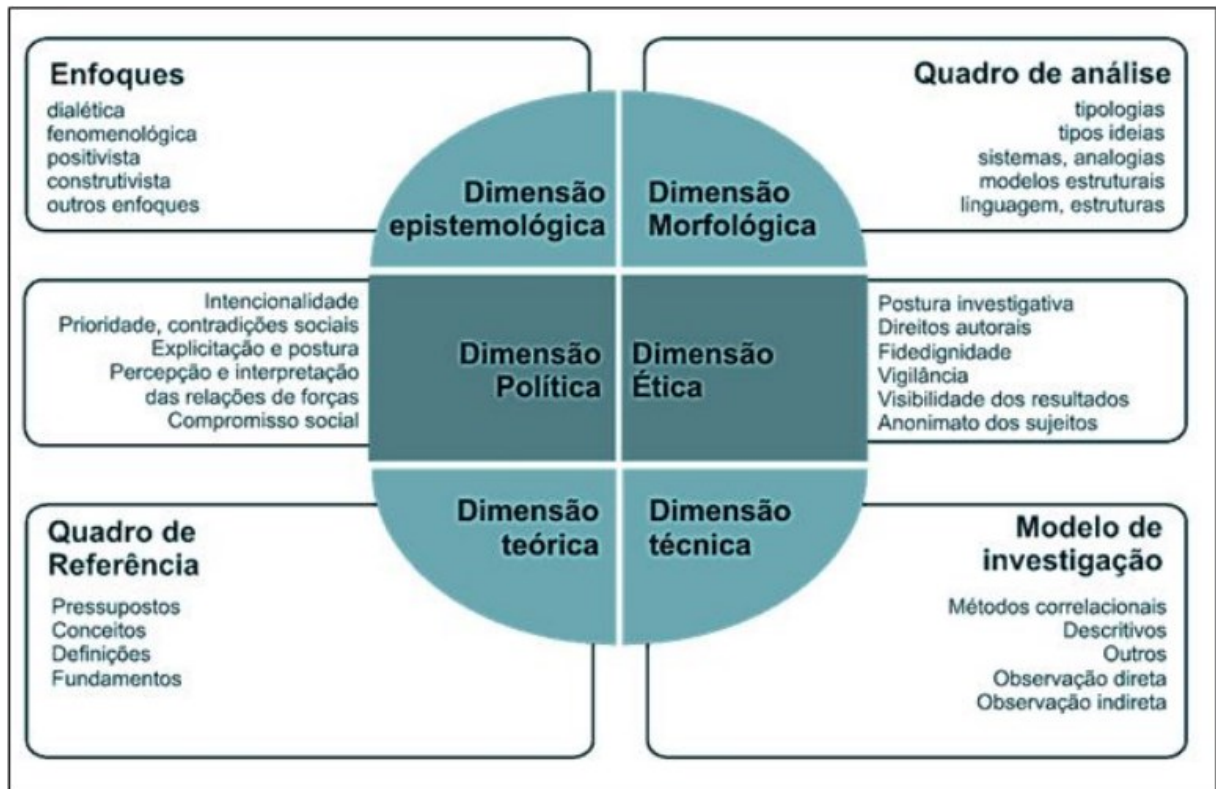 Enfoques
dialética
fenomenológica
positivista
construtivista
outros enfoques
Quadro de análise
tipologias
tipos ideias
sistemas, analogias
modelos estruturais
linguagem, estruturas
Dimensão
epistemológica
Dimensão
Morfológica
Intencionalidade
Prioridade, contradições sociais
Explicitação e postura
Percepção e interpretação
das relações de forças
Compromisso social
Dimensão
Política
Dimensão
Ética
Postura investigativa
Direitos autorais
Fidedignidade
Vigilância
Visibilidade dos resultados
Anonimato dos sujeitos
Quadro de
Referência
Pressupostos
Conceitos
Definições
Fundamentos
Dimensão
teórica
Dimensão
técnica
Modelo de
investigação
Métodos correlacionais
Descritivos
Outros
Observação direta
Observação indireta